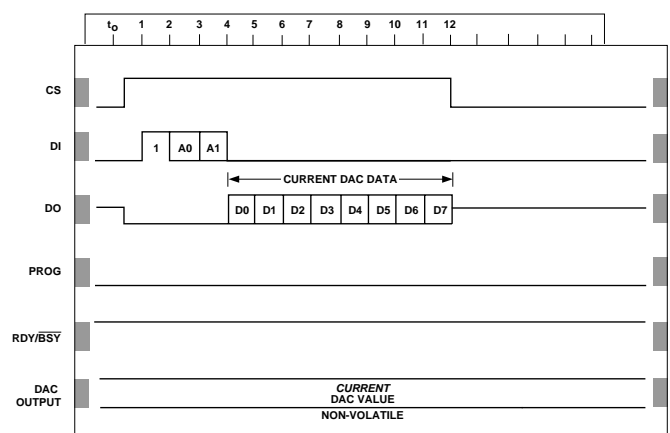 to 1 2 3 4 5 6 7 8 9 10 11 12
CS
DI 1 A0 A1
CURRENT DAC DATA
DO D0 D1 D2 D3 D4 D5 D6 D7
PROG
RDY/BSY
DAC
OUTPUT
CURRENT
DAC VALUE
NON-VOLATILE